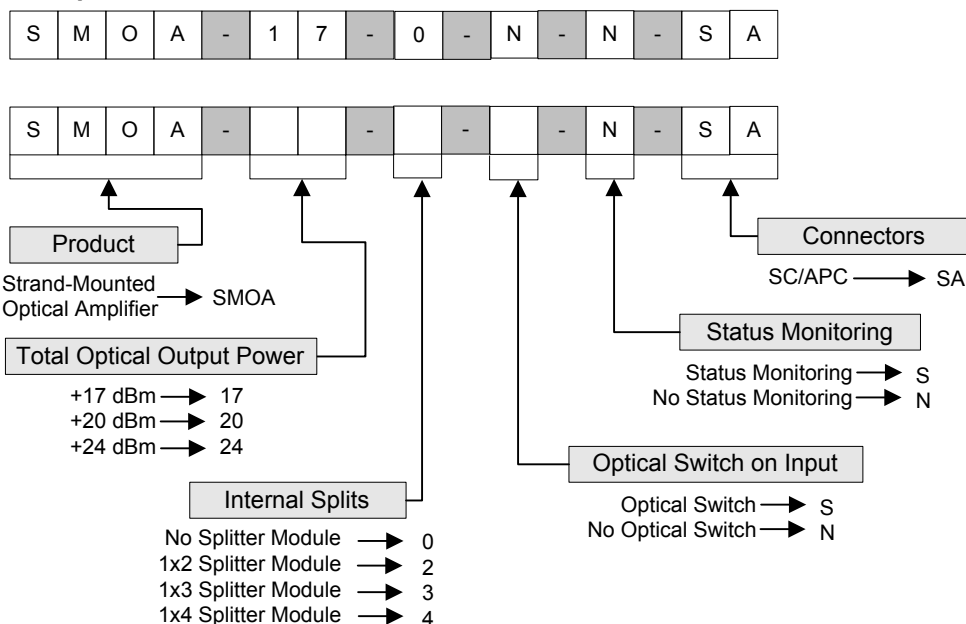 S M O A - 1 7 - 0 - N - N - S A
S M O A - - - - N - S A
Product
Strand-Mounted
Optical Amplifier SMOA
Total Optical Output Power
+17 dBm 17
+20 dBm 20
+24 dBm 24
Internal Splits
No Splitter Module 0
1x2 Splitter Module 2
1x3 Splitter Module 3
1x4 Splitter Module 4
Optical Switch on Input
Optical Switch S
No Optical Switch N
Status Monitoring
Status Monitoring S
No Status Monitoring N
Connectors
SC/APC SA